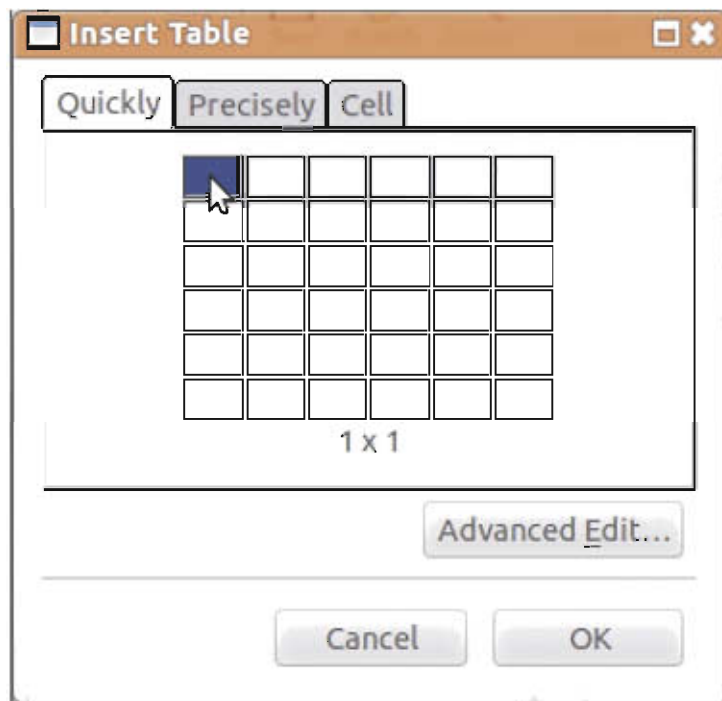 Insert Table
Quickly Precisely Cell
1 x 1
Advanced Edit...
Cancel OK